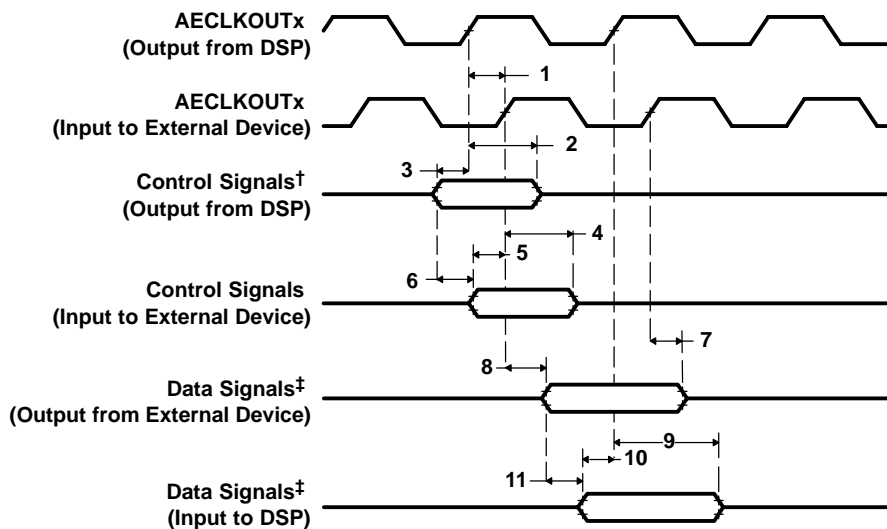 AECLKOUTx
(Output from DSP)
1
AECLKOUTx
(Input to External Device)
2
3
Control Signals†
(Output from DSP)
4
5
6
Control Signals
(Input to External Device)
7
8
Data Signals‡
(Output from External Device)
9
10
11
Data Signals‡
(Input to DSP)